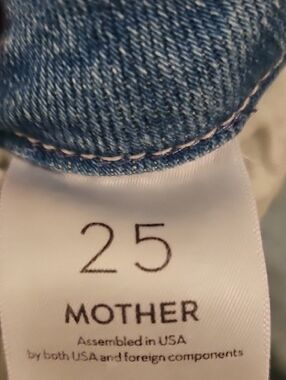 25
MOTHER
Assembled in USA
by both USA and foreign components